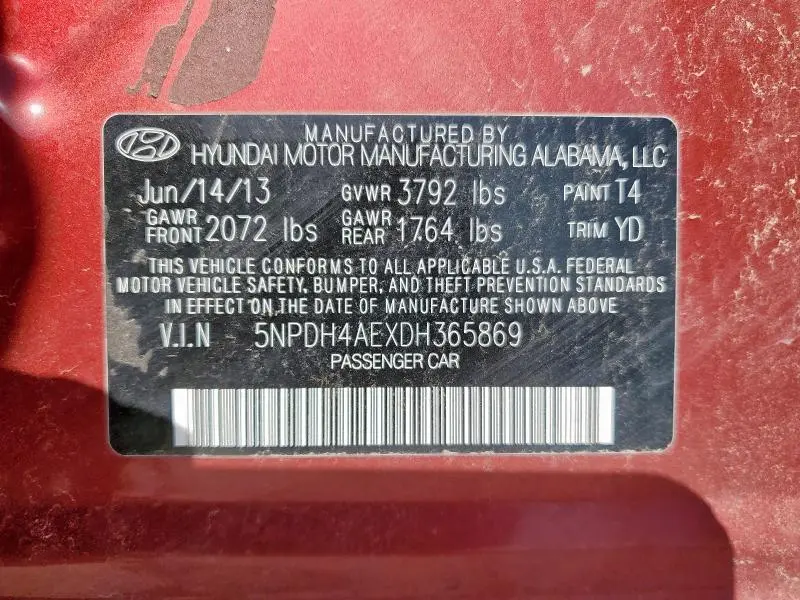 MANUFACTURED BY
HYUNDAI MOTOR MANUFACTURING ALABAMA, LLC
Jun/14/13 GVWR 3792 lbs PAINT T4
GAWR FRONT 2072 lbs GAWR REAR 1764 lbs TRIM YD
THIS VEHICLE CONFORMS TO ALL APPLICABLE U.S.A. FEDERAL
MOTOR VEHICLE SAFETY, BUMPER, AND THEFT PREVENTION STANDARDS
IN EFFECT ON THE DATE OF MANUFACTURE SHOWN ABOVE
V.I.N 5NPDH4AEXDH365869
PASSENGER CAR